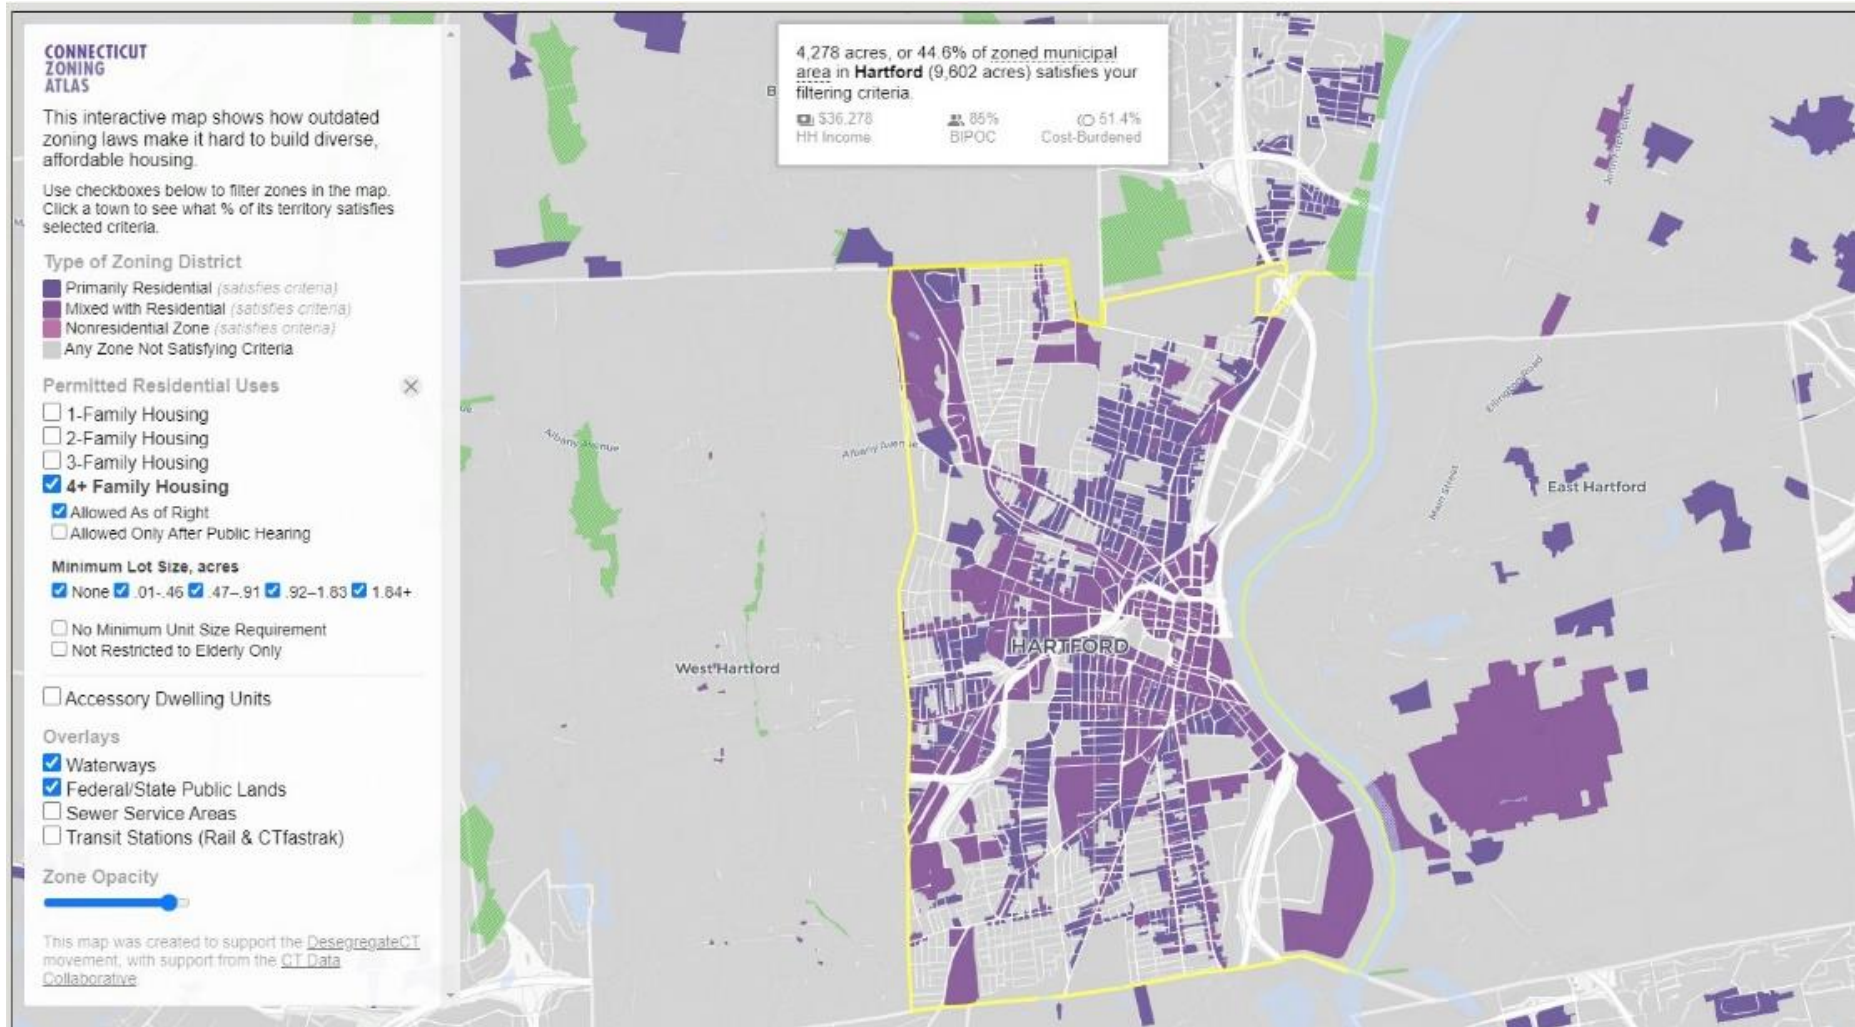 CONNECTICUT
ZONING
ATLAS
This interactive map shows how outdated
zoning laws make it hard to build diverse,
affordable housing.
Use checkboxes below to filter zones in the map.
Click a town to see what % of its territory satisfies
selected criteria.
Type of Zoning District
Primarily Residential (satisfies criteria)
Mixed with Residential (satisfies criteria)
Nonresidential Zone (satisfies criteria)
Any Zone Not Satisfying Criteria
Permitted Residential Uses
1-Family Housing
2-Family Housing
3-Family Housing
4+ Family Housing
Allowed As of Right
Allowed Only After Public Hearing
Minimum Lot Size, acres
None .01-.46 .47–.91 .92–1.83 1.84+
No Minimum Unit Size Requirement
Not Restricted to Elderly Only
Accessory Dwelling Units
Overlays
Waterways
Federal/State Public Lands
Sewer Service Areas
Transit Stations (Rail & CTfastrak)
Zone Opacity
This map was created to support the DesegregateCT
movement, with support from the CT Data
Collaborative
4,278 acres, or 44.6% of zoned municipal
area in Hartford (9,602 acres) satisfies your
filtering criteria.
$36,278 85% 51.4%
HH Income BIPOC Cost-Burdened
Albany Avenue
Albany Avenue
Ellington Road
Main Street
East Hartford
HARTFORD
West Hartford